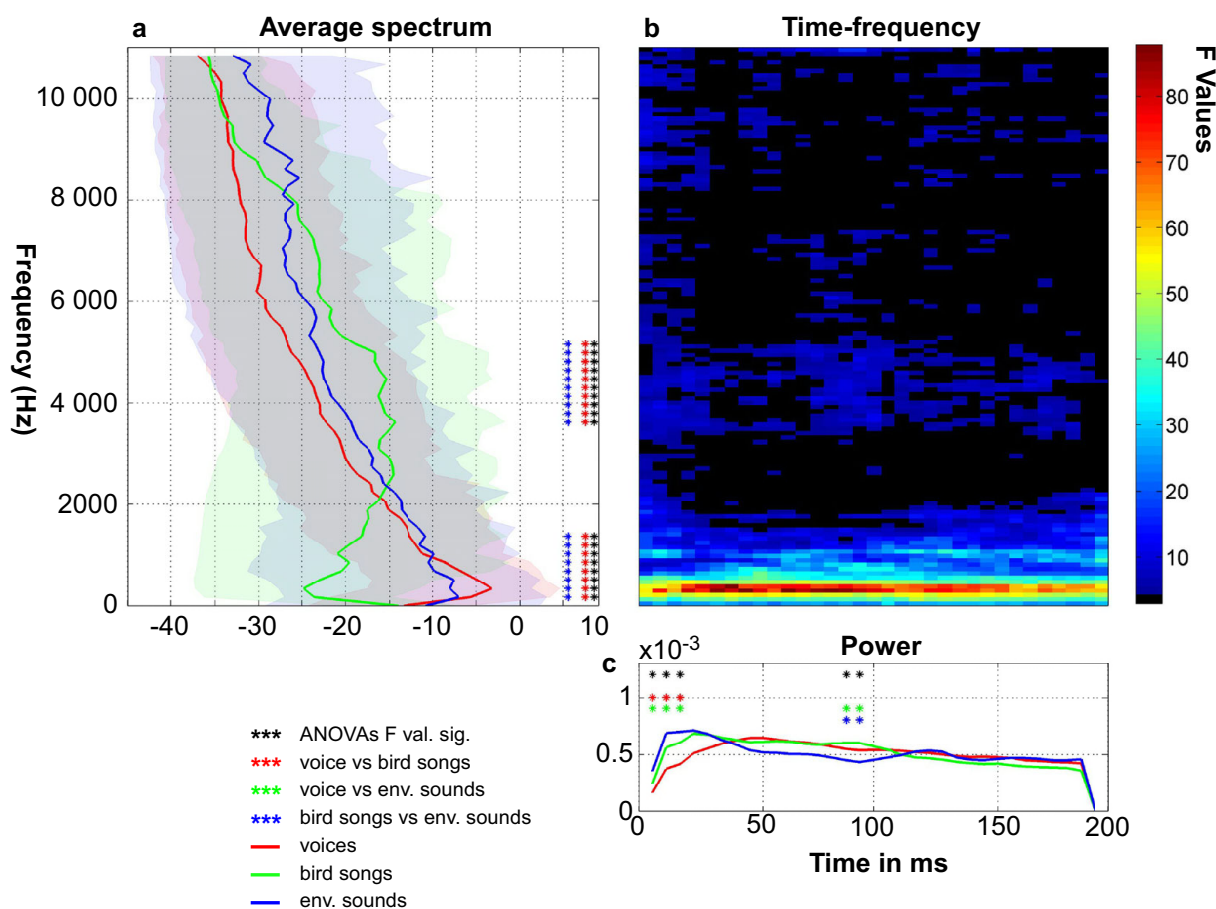 a
Average spectrum
b
Time-frequency
F Values
80
70
60
50
40
30
20
10
Frequency (Hz)
10 000
8 000
6 000
4 000
2000
0
-40
-30
-20
-10
0
10
c
Power
x10-3
1
0.5
0
0
50
100
150
200
Time in ms
*** ANOVAs F val. sig.
*** voice vs bird songs
*** voice vs env. sounds
*** bird songs vs env. sounds
voices
bird songs
env. sounds